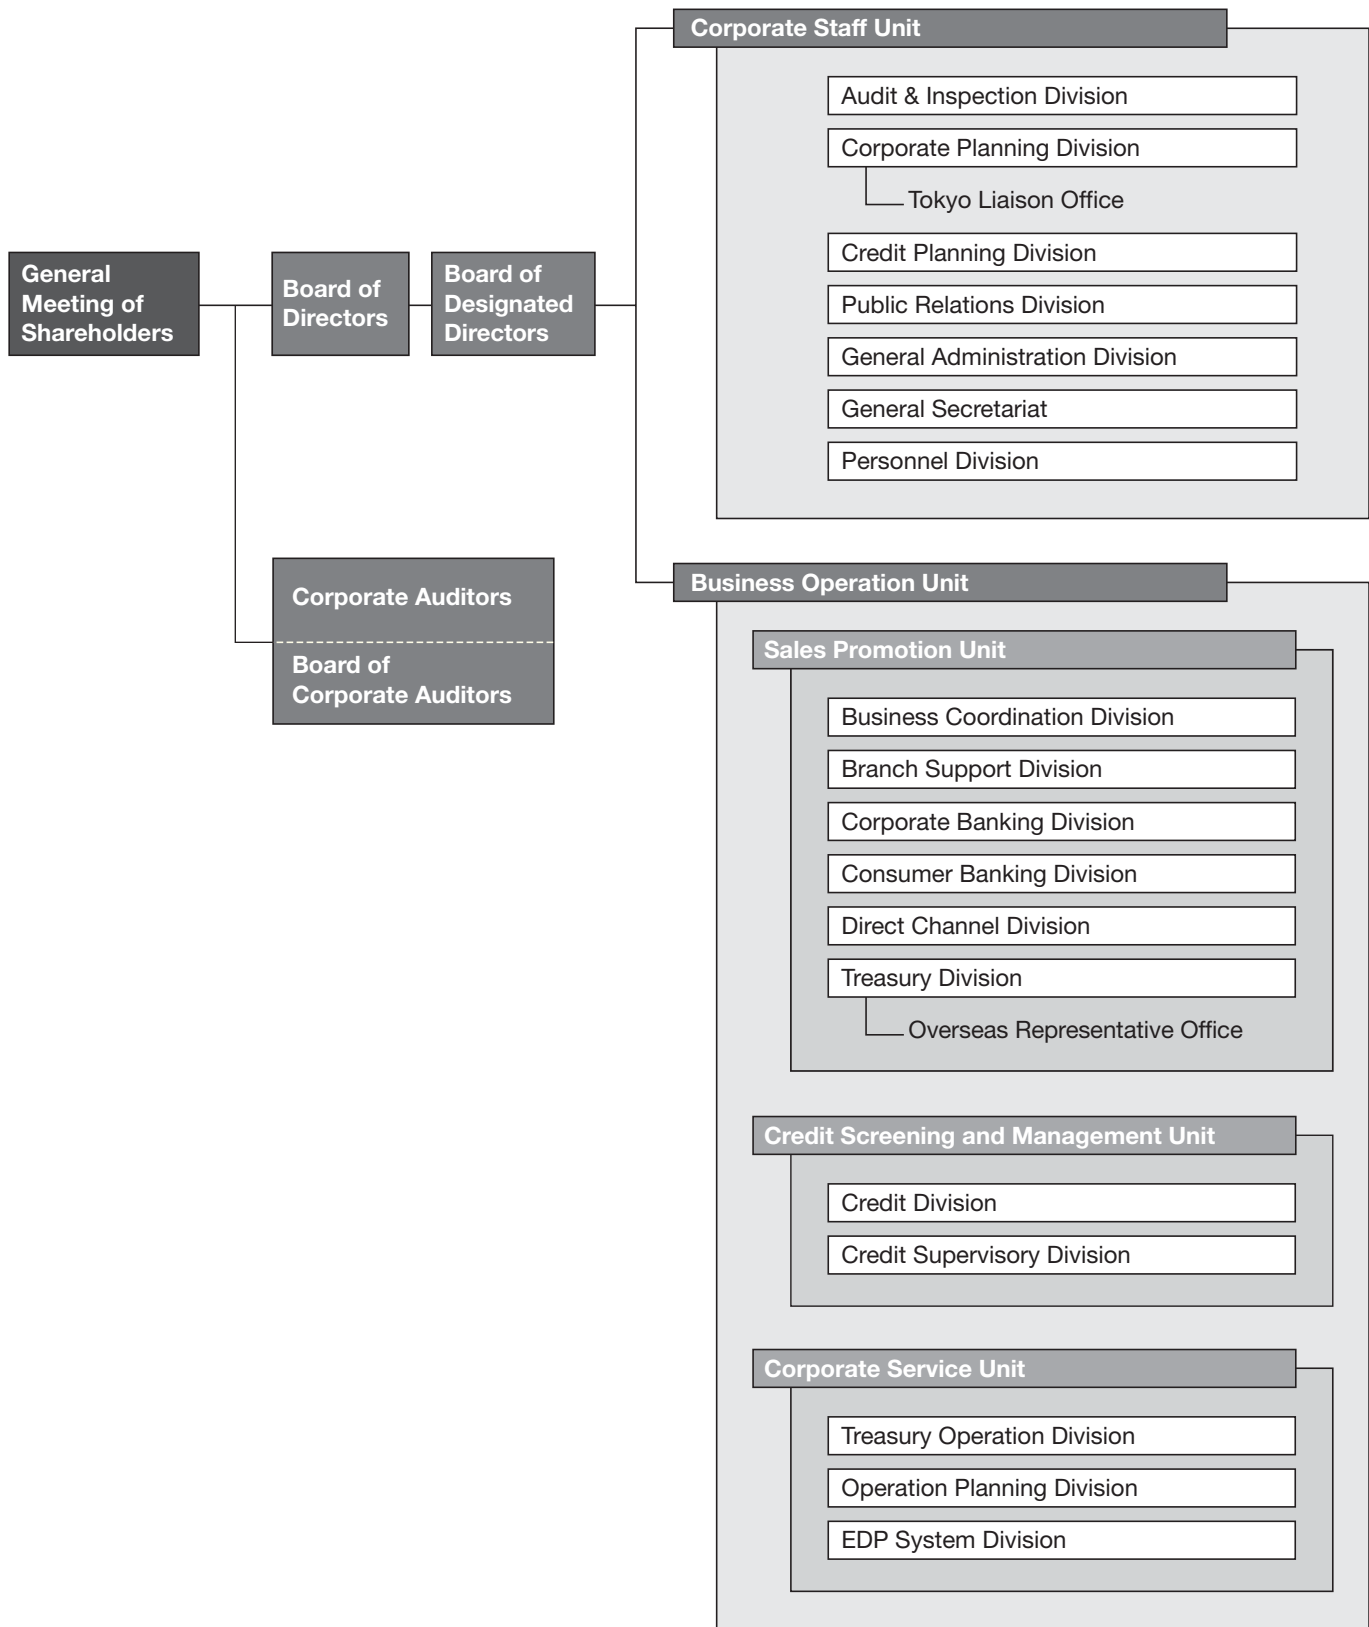 General
Meeting of
Shareholders
Board of
Directors
Board of
Designated
Directors
Corporate Auditors
Board of
Corporate Auditors
Corporate Staff Unit
Audit & Inspection Division
Corporate Planning Division
Tokyo Liaison Office
Credit Planning Division
Public Relations Division
General Administration Division
General Secretariat
Personnel Division
Business Operation Unit
Sales Promotion Unit
Business Coordination Division
Branch Support Division
Corporate Banking Division
Consumer Banking Division
Direct Channel Division
Treasury Division
Overseas Representative Office
Credit Screening and Management Unit
Credit Division
Credit Supervisory Division
Corporate Service Unit
Treasury Operation Division
Operation Planning Division
EDP System Division